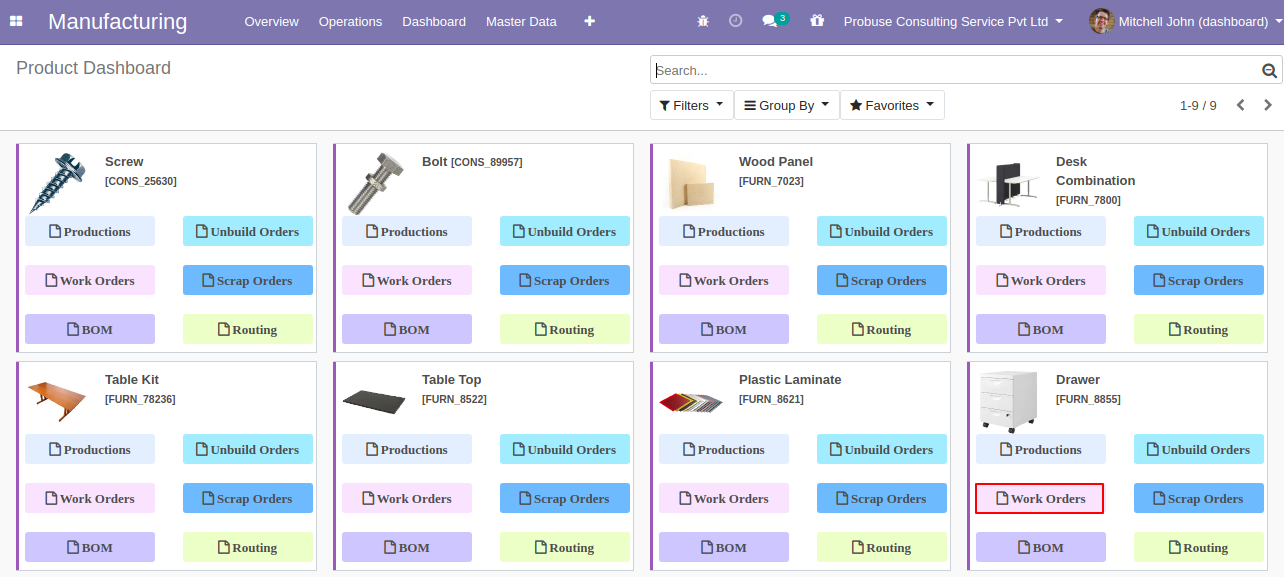 Manufacturing Overview Operations Dashboard Master Data 3 Probuse Consulting Service Pvt Ltd Mitchell John (dashboard)
Product Dashboard
Search...
Filters Group By Favorites 1-9 / 9
Screw
[CONS_25630]
Productions Unbuild Orders
Work Orders Scrap Orders
BOM Routing
Bolt [CONS_89957]
Productions Unbuild Orders
Work Orders Scrap Orders
BOM Routing
Wood Panel
[FURN_7023]
Productions Unbuild Orders
Work Orders Scrap Orders
BOM Routing
Desk
Combination
[FURN_7800]
Productions Unbuild Orders
Work Orders Scrap Orders
BOM Routing
Table Kit
[FURN_78236]
Productions Unbuild Orders
Work Orders Scrap Orders
BOM Routing
Table Top
[FURN_8522]
Productions Unbuild Orders
Work Orders Scrap Orders
BOM Routing
Plastic Laminate
[FURN_8621]
Productions Unbuild Orders
Work Orders Scrap Orders
BOM Routing
Drawer
[FURN_8855]
Productions Unbuild Orders
Work Orders Scrap Orders
BOM Routing